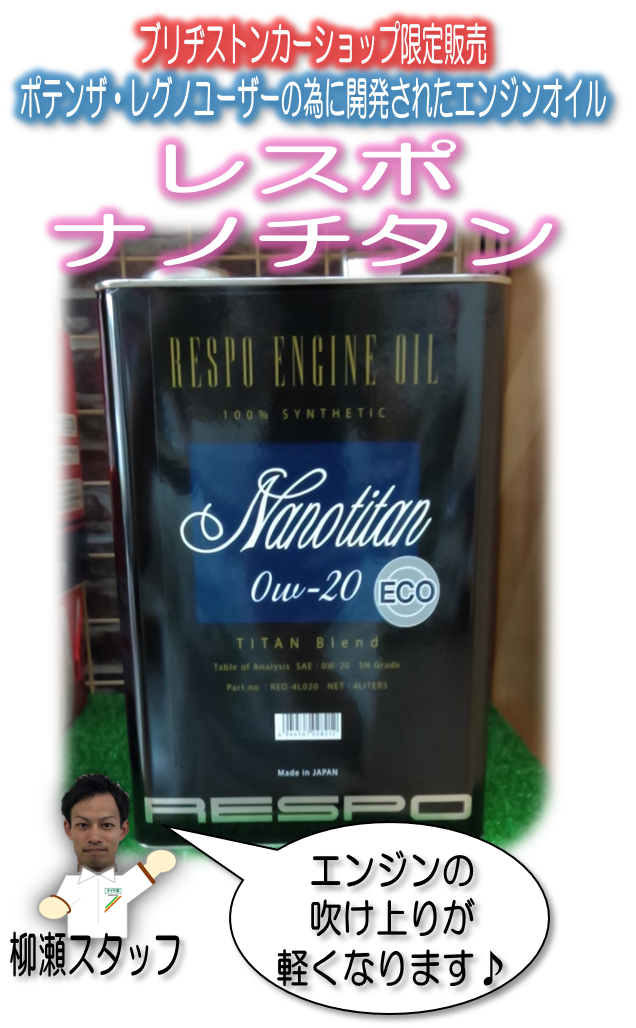 ブリヂストンカーショップ限定販売
ポテンザ・レグノユーザーの為に開発されたエンジンオイル
レスポ
ナノチタン
RESPO ENGINE OIL
100% SYNTHETIC
Nanotitan
0w-20
ECO
TITAN Blend
Table of Analysis SAE : 0W-20 SN Grade
Part.no. : REO-4L020 NET : 4LITERS
Made in JAPAN
RESPO
エンジンの
吹け上りが
軽くなります♪
柳瀬スタッフ